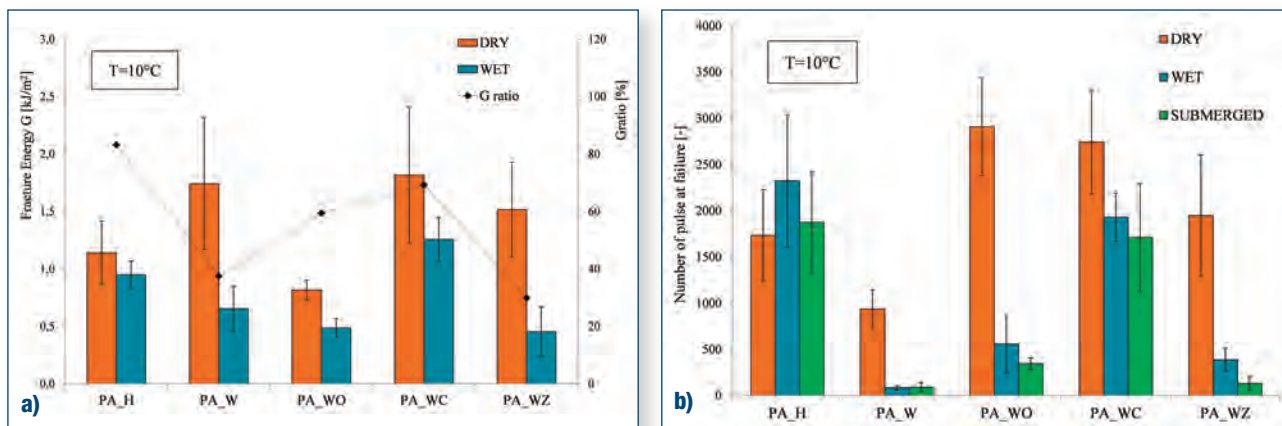 3,0
2,5
2,0
1,5
1,0
0,5
0,0
Fracture Energy G [kJ/m²]
T=10°C
DRY
WET
G ratio
120
100
80
60
40
20
0
Gratio [%]
PA_H PA_W PA_WO PA_WC PA_WZ
a)
4000
3500
3000
2500
2000
1500
1000
500
0
Number of pulse at failure [-]
T=10°C
DRY
WET
SUBMERGED
PA_H PA_W PA_WO PA_WC PA_WZ
b)